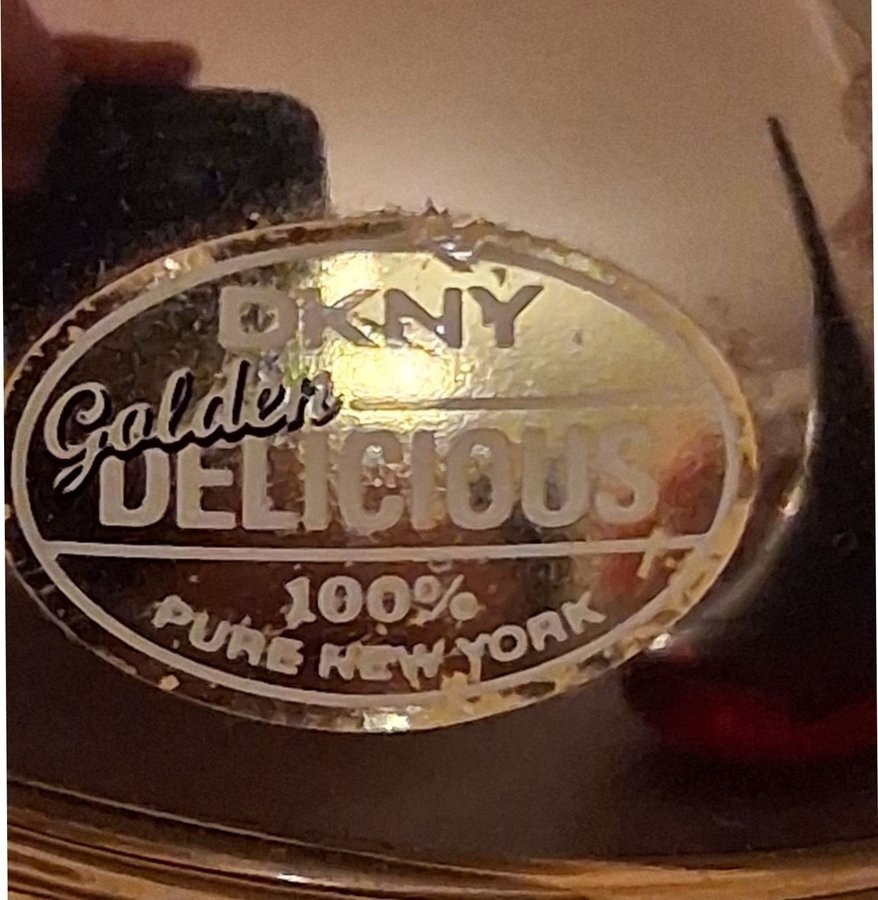 DKNY
Golden
DELICIOUS
100%
PURE NEW YORK